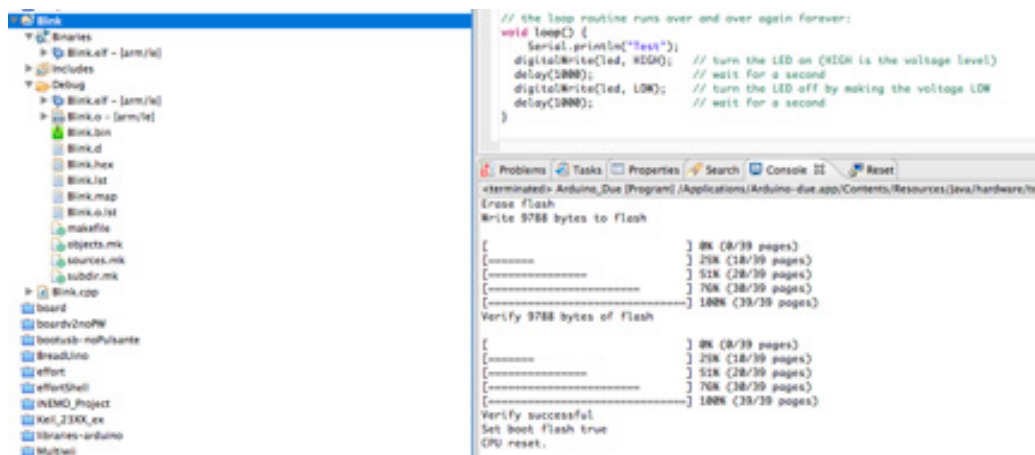 Blink
Binaries
Blink.elf - [arm/le]
Includes
Debug
Blink.elf - [arm/le]
Blink.o - [arm/le]
Blink.bin
Blink.d
Blink.hex
Blink.lst
Blink.map
Blink.o.lst
makefile
objects.mk
sources.mk
subdir.mk
Blink.cpp
board
boardv2noPW
bootusb-noPulsante
BreadUino
effort
effortShell
iNEMO_Project
Keil_23XX_ex
libraries-arduino
Multiwii
// the loop routine runs over and over again forever:
void loop() {
Serial.println("Test");
digitalWrite(led, HIGH); // turn the LED on (HIGH is the voltage level)
delay(1000); // wait for a second
digitalWrite(led, LOW); // turn the LED off by making the voltage LOW
delay(1000); // wait for a second
}
Problems Tasks Properties Search Console Reset
<terminated> Arduino_Due [Program] /Applications/Arduino-due.app/Contents/Resources/Java/hardware/
Erase flash
Write 9788 bytes to flash
[ ] 0% (0/39 pages)
[------- ] 25% (10/39 pages)
[--------------- ] 51% (20/39 pages)
[----------------------- ] 76% (30/39 pages)
[------------------------------] 100% (39/39 pages)
Verify 9788 bytes of flash
[ ] 0% (0/39 pages)
[------- ] 25% (10/39 pages)
[--------------- ] 51% (20/39 pages)
[----------------------- ] 76% (30/39 pages)
[------------------------------] 100% (39/39 pages)
Verify successful
Set boot flash true
CPU reset.